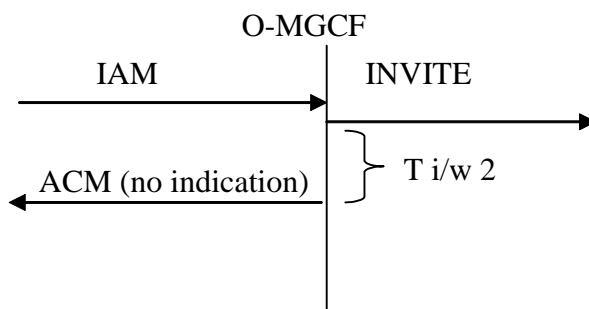 O-MGCF
IAM
INVITE
T i/w 2
ACM (no indication)